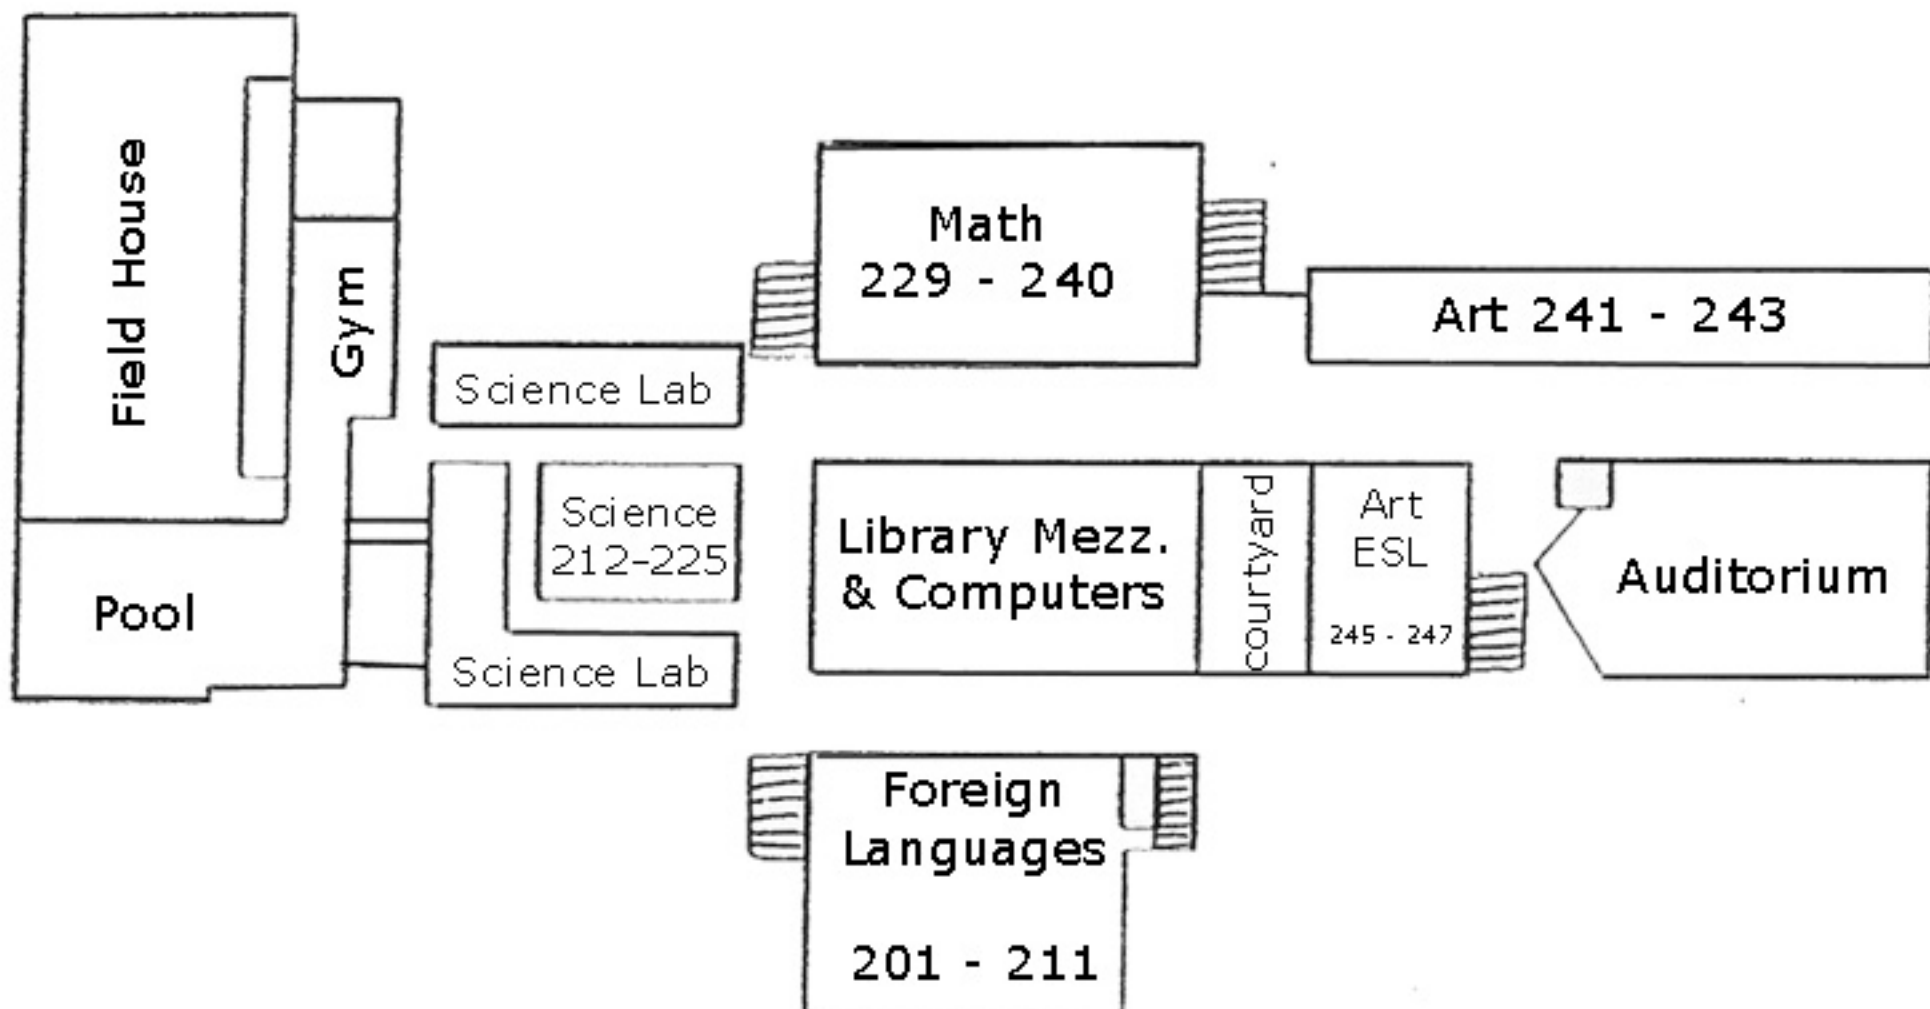 Field House
Gym
Pool
Science Lab
Science
212-225
Science Lab
Math
229 - 240
Art 241 - 243
Library Mezz.
& Computers
courtyard
Art
ESL
245 - 247
Auditorium
Foreign
Languages
201 - 211